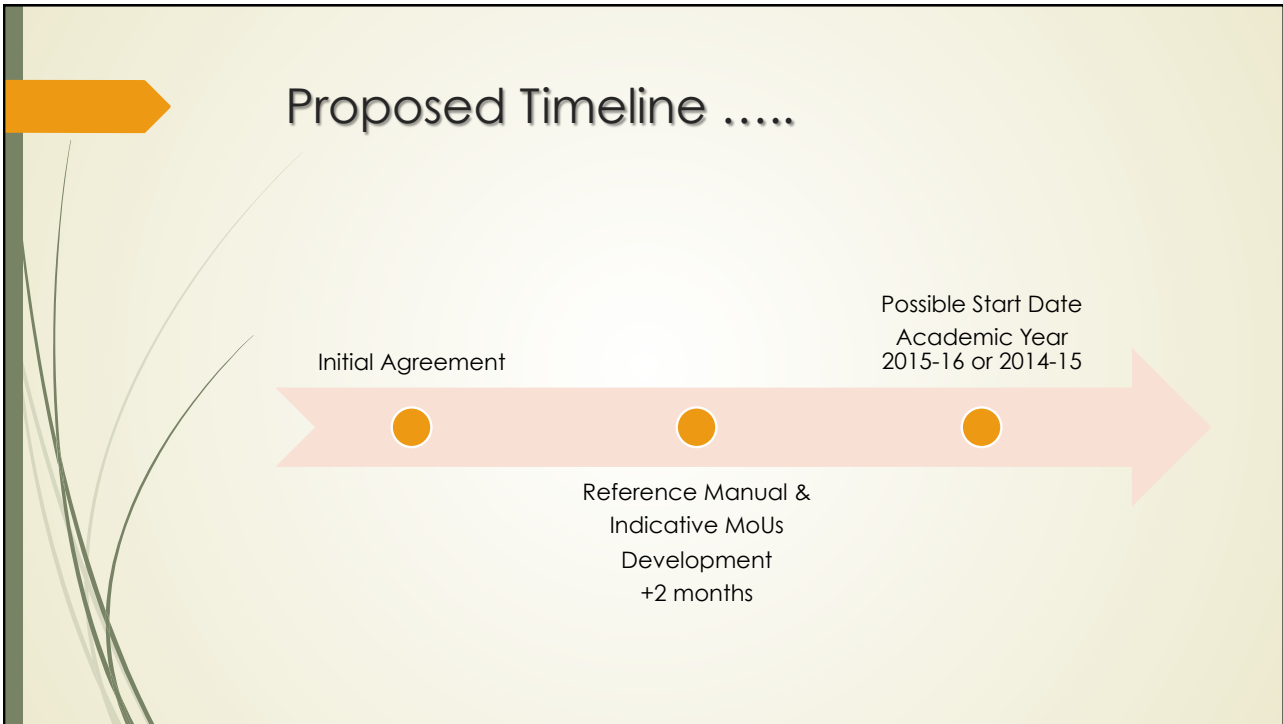 Proposed Timeline …..
Initial Agreement
Reference Manual &
Indicative MoUs
Development
+2 months
Possible Start Date
Academic Year
2015-16 or 2014-15